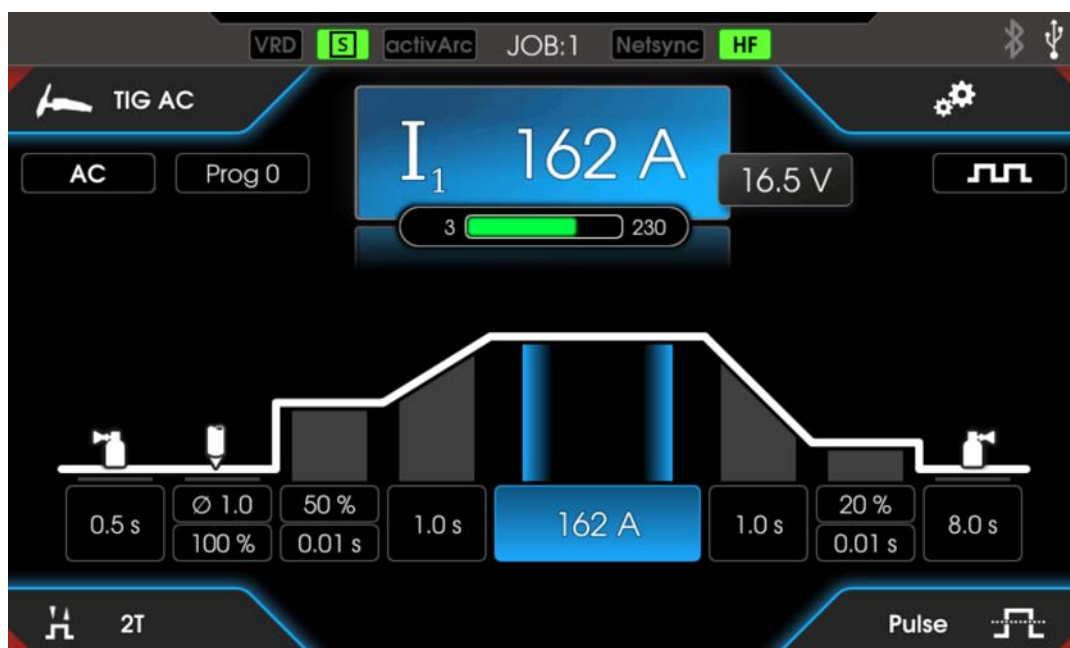 VRD S activArc JOB:1 Netsync HF
TIG AC
I1 162 A
AC Prog 0 16.5 V
3 230
0.5 s Ø 1.0 50 % 1.0 s 162 A 1.0 s 20 % 8.0 s
100 % 0.01 s 0.01 s
2T Pulse